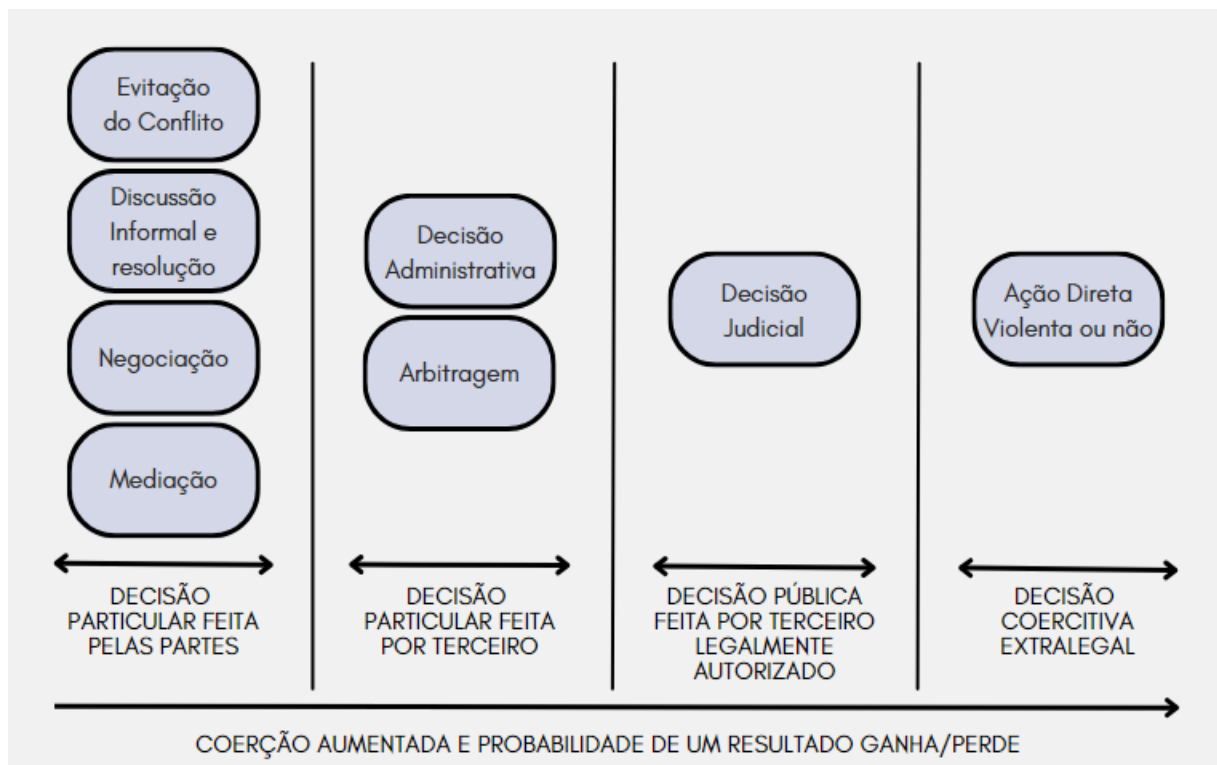 Evitação
do Conflito
Discussão
Informal e
resolução
Negociação
Mediação
DECISÃO
PARTICULAR FEITA
PELAS PARTES
Decisão
Administrativa
Arbitragem
DECISÃO
PARTICULAR FEITA
POR TERCEIRO
Decisão
Judicial
DECISÃO PÚBLICA
FEITA POR TERCEIRO
LEGALMENTE
AUTORIZADO
Ação Direta
Violenta ou não
DECISÃO
COERCITIVA
EXTRALEGAL
COERÇÃO AUMENTADA E PROBABILIDADE DE UM RESULTADO GANHA/PERDE